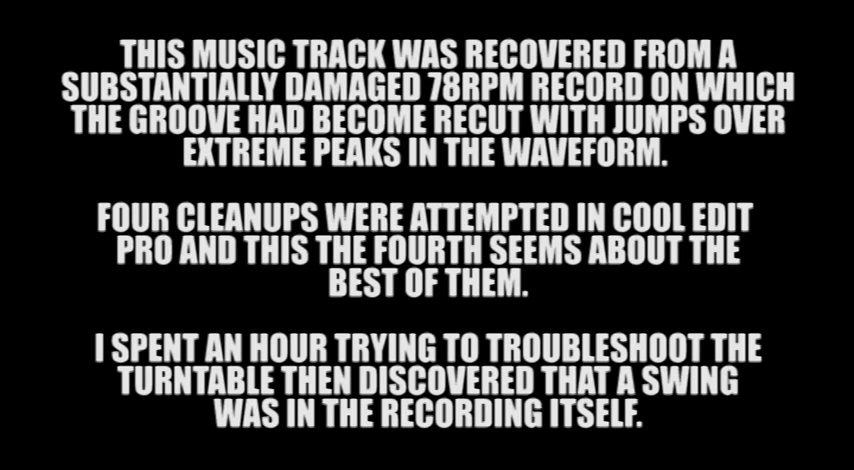 THIS MUSIC TRACK WAS RECOVERED FROM A
SUBSTANTIALLY DAMAGED 78RPM RECORD ON WHICH
THE GROOVE HAD BECOME RECUT WITH JUMPS OVER
EXTREME PEAKS IN THE WAVEFORM.
FOUR CLEANUPS WERE ATTEMPTED IN COOL EDIT
PRO AND THIS THE FOURTH SEEMS ABOUT THE
BEST OF THEM.
I SPENT AN HOUR TRYING TO TROUBLESHOOT THE
TURNTABLE THEN DISCOVERED THAT A SWING
WAS IN THE RECORDING ITSELF.